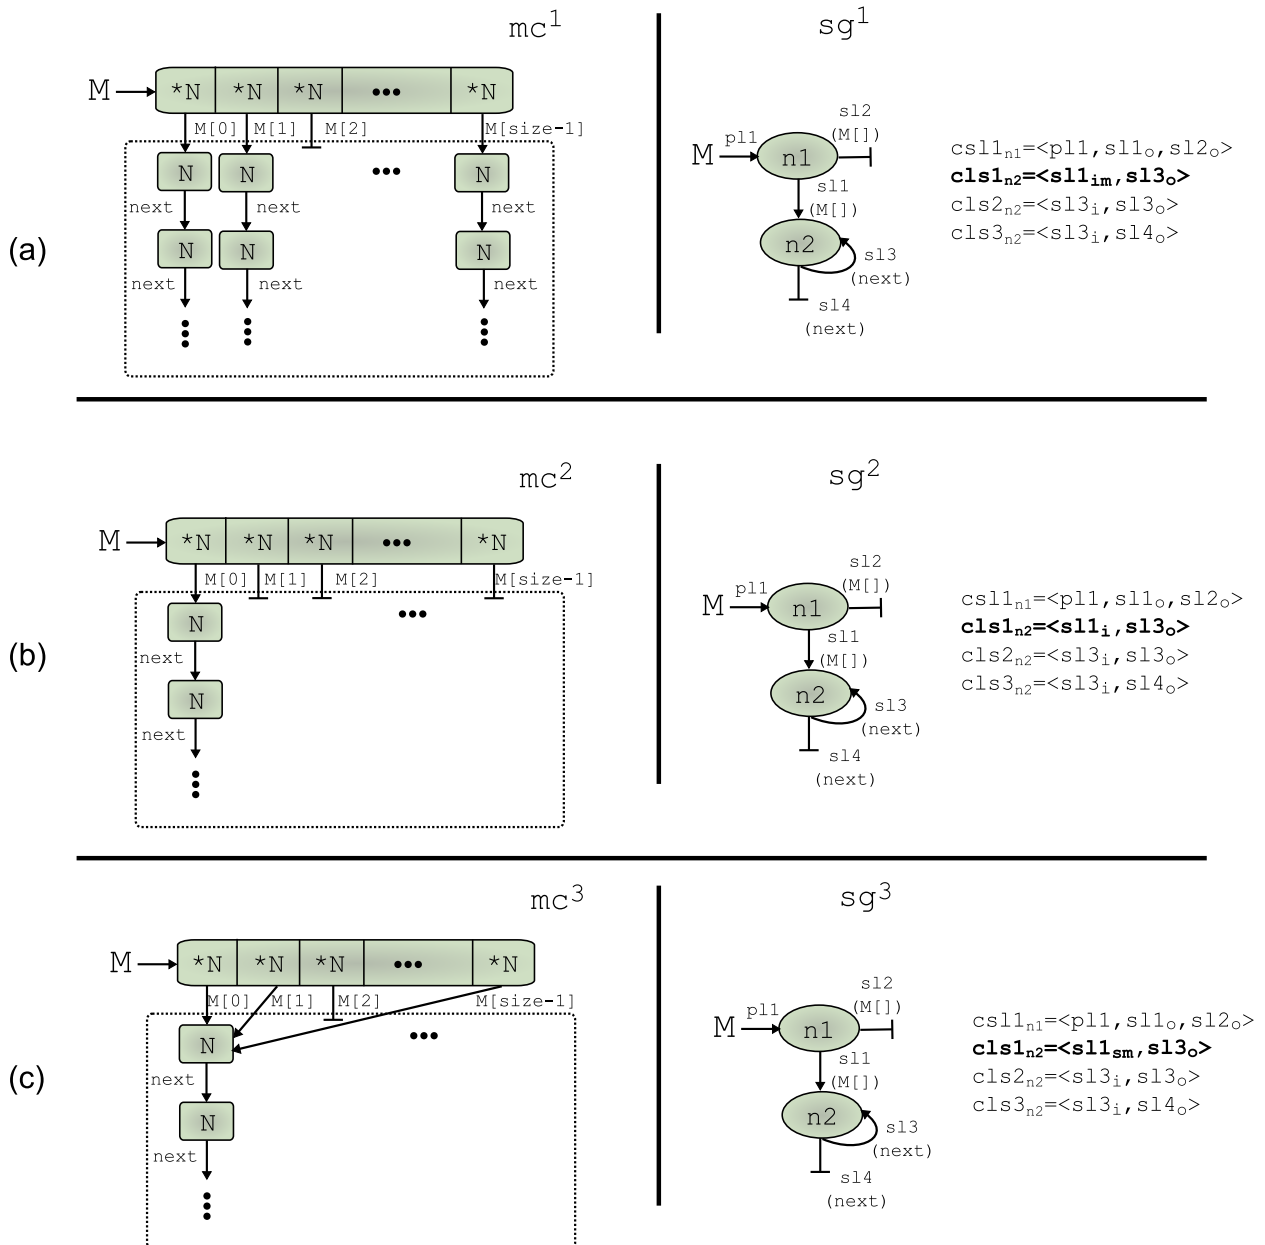 mc1
sg1
M
*N *N *N ••• *N
M[0] M[1] M[2] M[size-1]
N N ••• N
next next next
N N N
next next next
sl2
(M[])
pl1
M
n1
sl1
(M[])
n2
sl3
(next)
sl4
(next)
csl1n1=<pl1,sl1o,sl2o>
cls1n2=<sl1im,sl3o>
cls2n2=<sl3i,sl3o>
cls3n2=<sl3i,sl4o>
(a)
mc2
sg2
M
*N *N *N ••• *N
M[0] M[1] M[2] M[size-1]
N •••
next
N
next
sl2
(M[])
pl1
M
n1
sl1
(M[])
n2
sl3
(next)
sl4
(next)
csl1n1=<pl1,sl1o,sl2o>
cls1n2=<sl1i,sl3o>
cls2n2=<sl3i,sl3o>
cls3n2=<sl3i,sl4o>
(b)
mc3
sg3
M
*N *N *N ••• *N
M[0] M[1] M[2] M[size-1]
N •••
next
N
next
sl2
(M[])
pl1
M
n1
sl1
(M[])
n2
sl3
(next)
sl4
(next)
csl1n1=<pl1,sl1o,sl2o>
cls1n2=<sl1sm,sl3o>
cls2n2=<sl3i,sl3o>
cls3n2=<sl3i,sl4o>
(c)